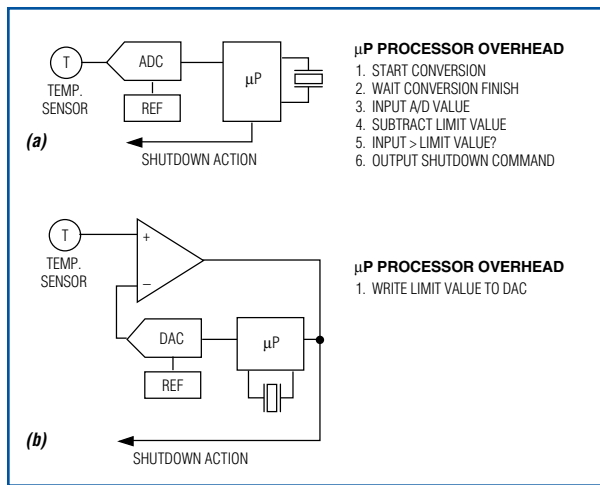 T
TEMP.
SENSOR
ADC
REF
µP
(a)
SHUTDOWN ACTION
µP PROCESSOR OVERHEAD
1. START CONVERSION
2. WAIT CONVERSION FINISH
3. INPUT A/D VALUE
4. SUBTRACT LIMIT VALUE
5. INPUT > LIMIT VALUE?
6. OUTPUT SHUTDOWN COMMAND
T
TEMP.
SENSOR
+
–
DAC
REF
µP
(b)
SHUTDOWN ACTION
µP PROCESSOR OVERHEAD
1. WRITE LIMIT VALUE TO DAC